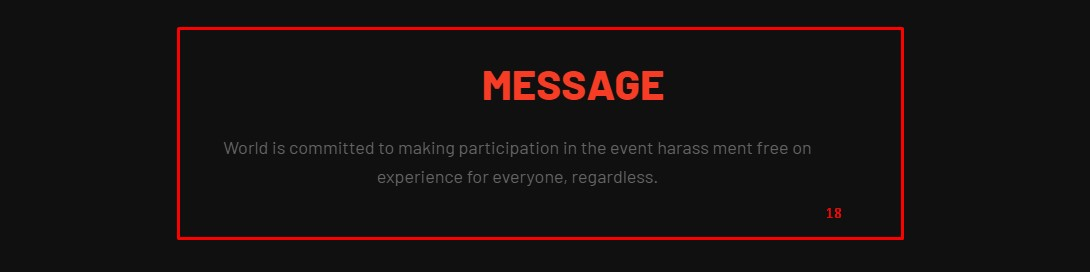 MESSAGE
World is committed to making participation in the event harass ment free on
experience for everyone, regardless.
18